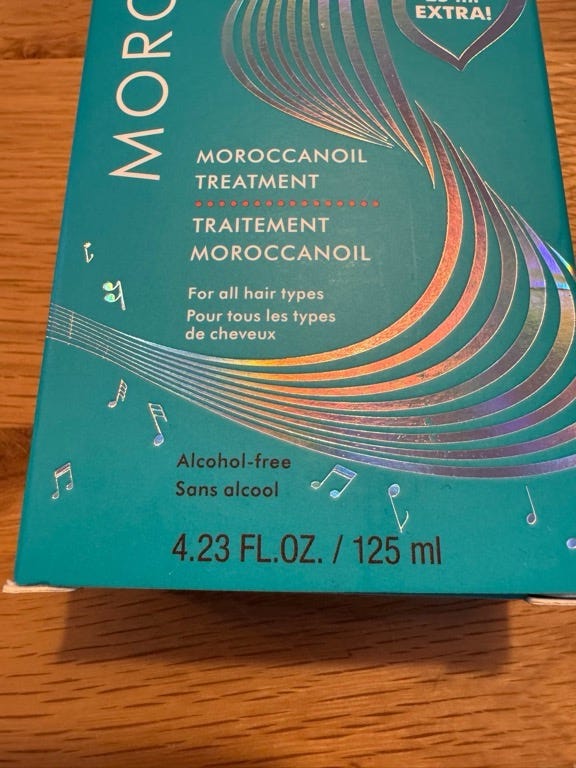 MOROC
EXTRA!
MOROCCANOIL
TREATMENT
TRAITEMENT
MOROCCANOIL
For all hair types
Pour tous les types
de cheveux
Alcohol-free
Sans alcool
4.23 FL.OZ. / 125 ml